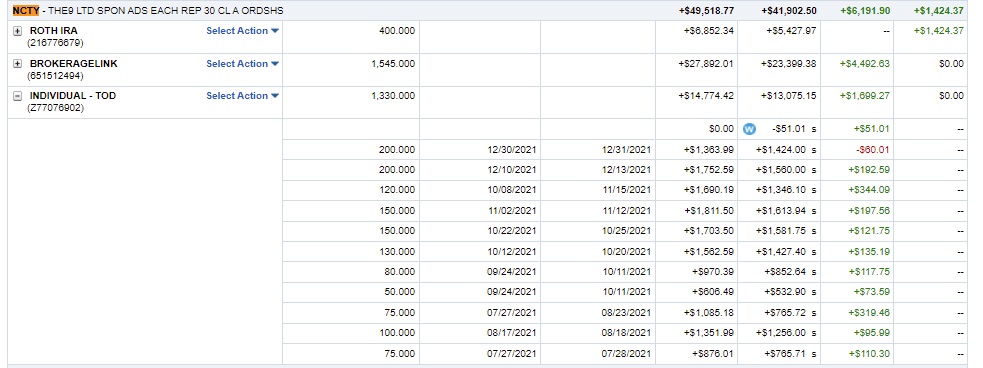 NCTY - THE9 LTD SPON ADS EACH REP 30 CL A ORDSHS +$49,518.77 +$41,902.50 +$6,191.90 +$1,424.37
ROTH IRA Select Action 400.000 +$6,852.34 +$5,427.97 -- +$1,424.37
(216776679)
BROKERAGELINK Select Action 1,545.000 +$27,892.01 +$23,399.38 +$4,492.63 $0.00
(651512494)
INDIVIDUAL - TOD Select Action 1,330.000 +$14,774.42 +$13,075.15 +$1,699.27 $0.00
(Z77076902)
$0.00 W -$51.01 s +$51.01 --
200.000 12/30/2021 12/31/2021 +$1,363.99 +$1,424.00 s -$60.01 --
200.000 12/10/2021 12/13/2021 +$1,752.59 +$1,560.00 s +$192.59 --
120.000 10/08/2021 11/15/2021 +$1,690.19 +$1,346.10 s +$344.09 --
150.000 11/02/2021 11/12/2021 +$1,811.50 +$1,613.94 s +$197.56 --
150.000 10/22/2021 10/25/2021 +$1,703.50 +$1,581.75 s +$121.75 --
130.000 10/12/2021 10/20/2021 +$1,562.59 +$1,427.40 s +$135.19 --
80.000 09/24/2021 10/11/2021 +$970.39 +$852.64 s +$117.75 --
50.000 09/24/2021 10/11/2021 +$606.49 +$532.90 s +$73.59 --
75.000 07/27/2021 08/23/2021 +$1,085.18 +$765.72 s +$319.46 --
100.000 08/17/2021 08/18/2021 +$1,351.99 +$1,256.00 s +$95.99 --
75.000 07/27/2021 07/28/2021 +$876.01 +$765.71 s +$110.30 --